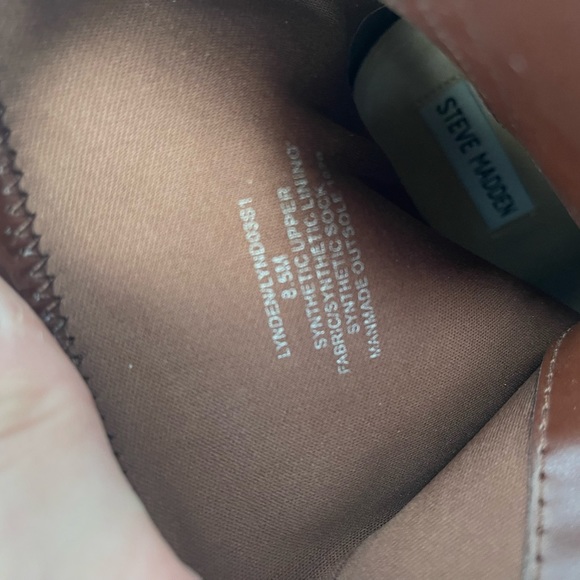 STEVE MADDEN
LYNDEN/LYND03S1
8.5M
SYNTHETIC UPPER
SYNTHETIC LINING
FABRIC/SYNTHETIC SOCK
SYNTHETIC
MANMADE OUTSOLE